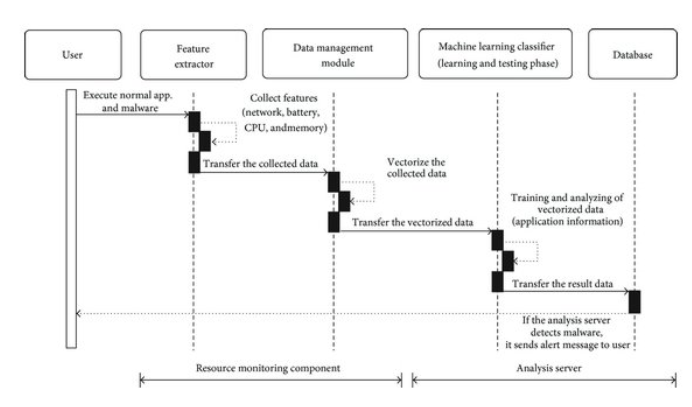 User
Feature
extractor
Data management
module
Machine learning classifier
(learning and testing phase)
Database
Execute normal app.
and malware
Collect features
(network, battery,
CPU, andmemory)
Transfer the collected data
Vectorize the
collected data
Transfer the vectorized data
Training and analyzing of
vectorized data
(application information)
Transfer the result data
If the analysis server
detects malware,
it sends alert message to user
Resource monitoring component
Analysis server